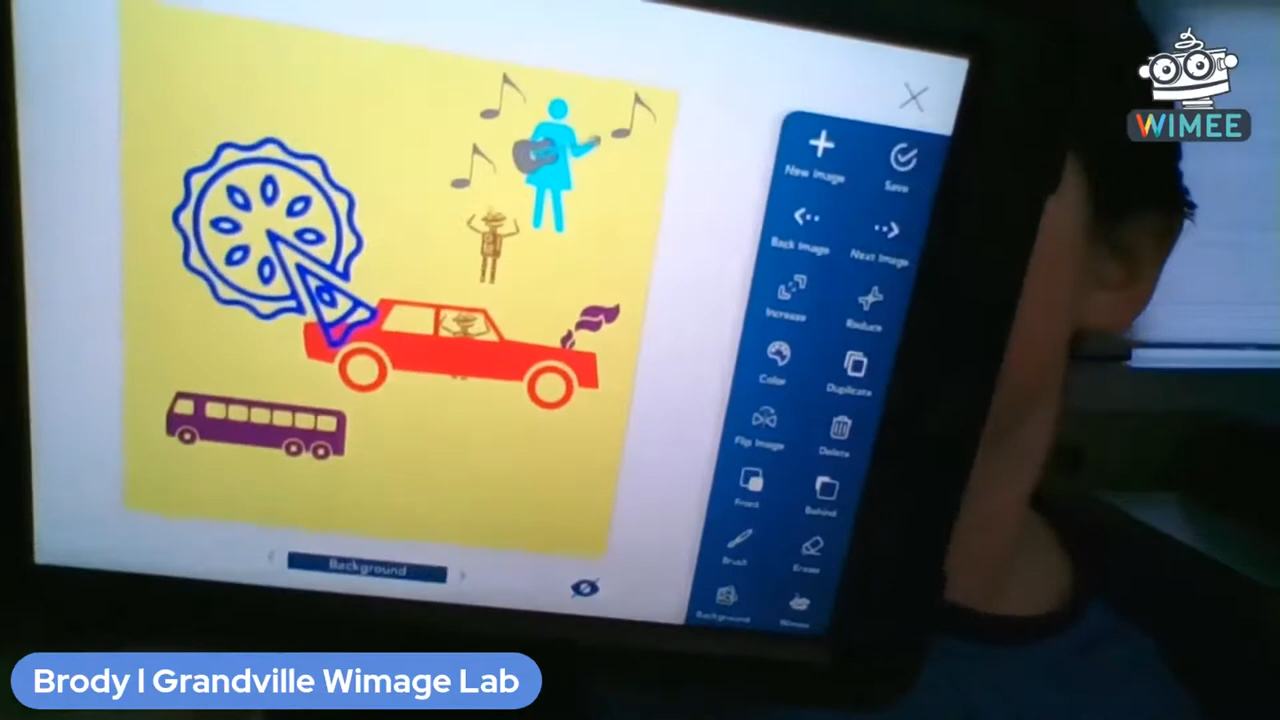 WIMEE
New Image
Save
Back Image
Next Image
Increase
Reduce
Color
Duplicate
Flip Image
Delete
Front
Behind
Brush
Eraser
Background
Wimee
Background
Brody | Grandville Wimage Lab